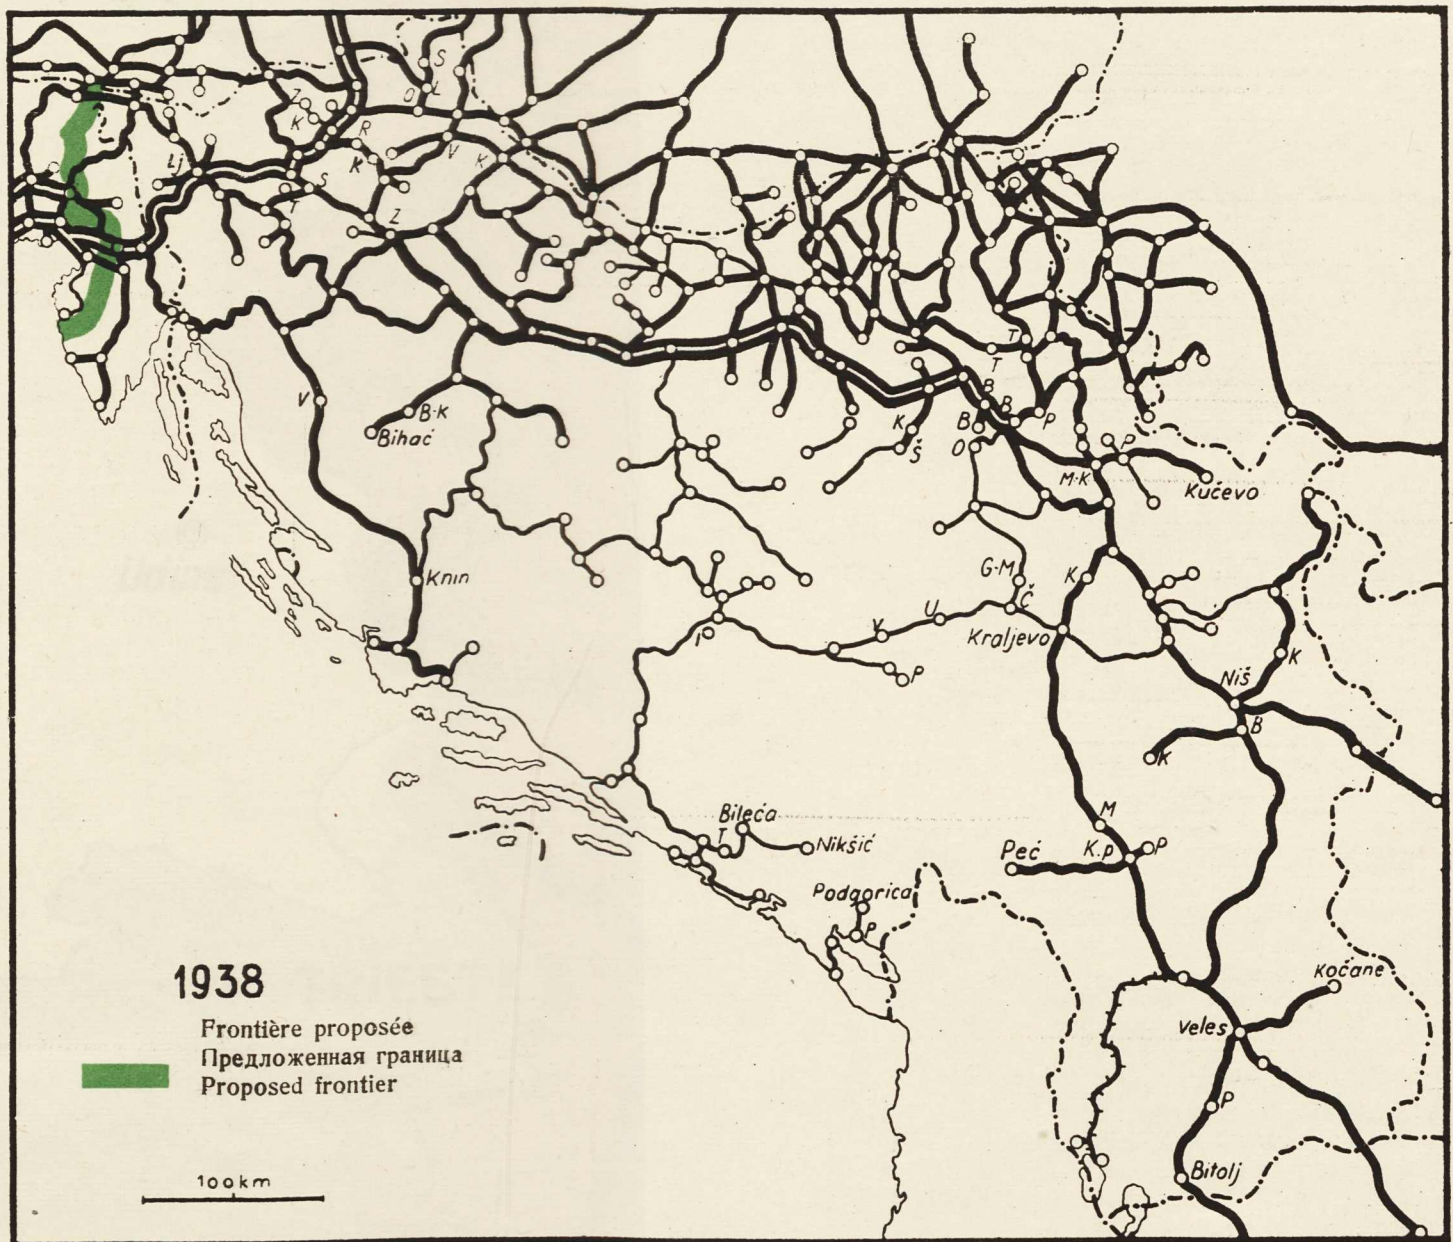 S
L
O
Z
K
R
K
V
K
Lj
S
T
Z
V
B-K
Bihać
T
T
B
B
B
P
K
Š
O
P
M-K
Kučevo
Knin
G-M
K
Č
U
V
Kraljevo
I
P
K
Niš
B
K
M
Bileća
T
Nikšić
Peć
K.p
P
Podgorica
P
Kočane
Veles
P
Bitolj
1938
Frontière proposée
Предложенная граница
Proposed frontier
100km